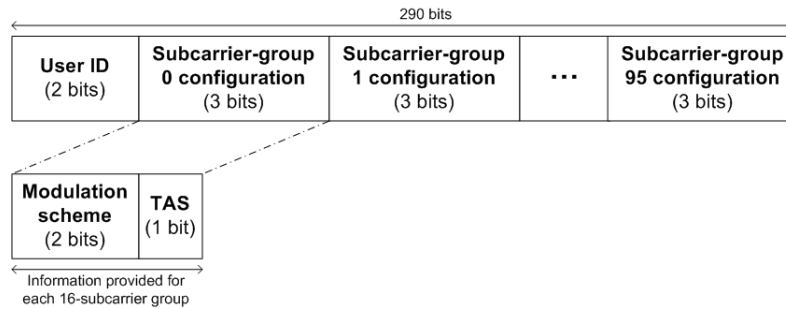 290 bits
User ID
(2 bits)
Subcarrier-group
0 configuration
(3 bits)
Subcarrier-group
1 configuration
(3 bits)
...
Subcarrier-group
95 configuration
(3 bits)
Modulation
scheme
(2 bits)
TAS
(1 bit)
Information provided for
each 16-subcarrier group